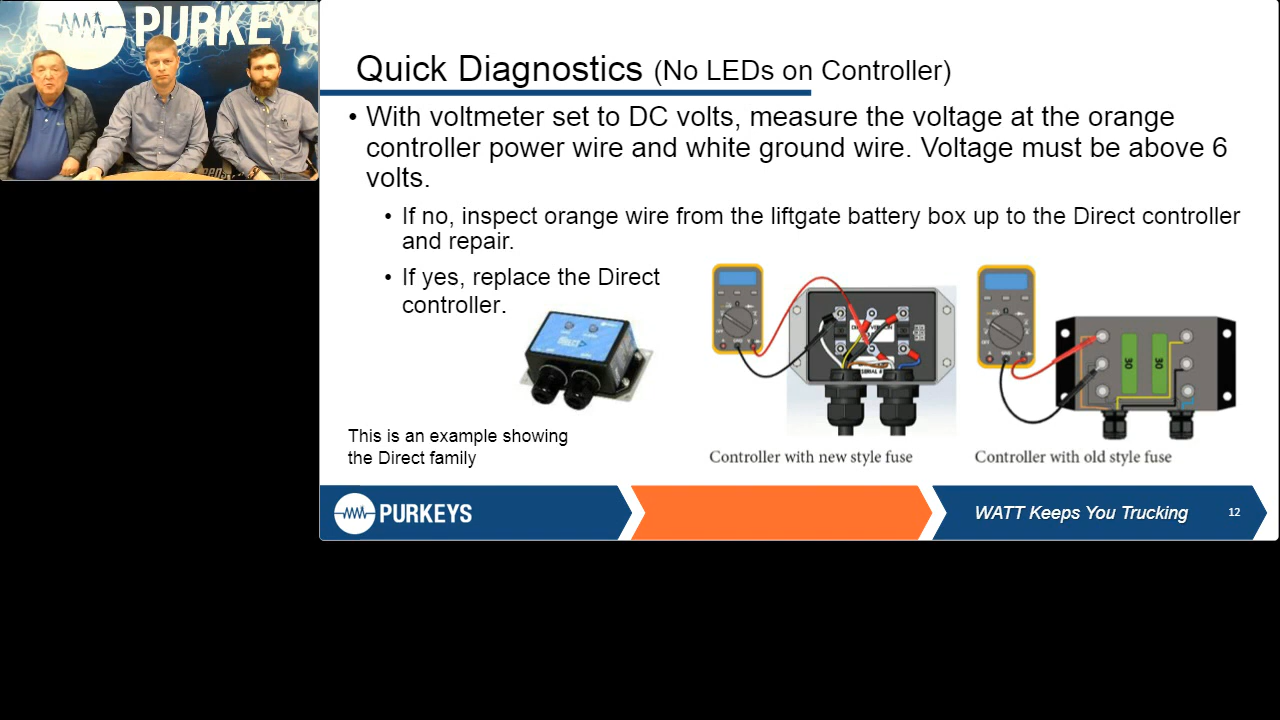 PURKEYS
Quick Diagnostics (No LEDs on Controller)
• With voltmeter set to DC volts, measure the voltage at the orange
controller power wire and white ground wire. Voltage must be above 6
volts.
• If no, inspect orange wire from the liftgate battery box up to the Direct controller
and repair.
• If yes, replace the Direct
controller.
30
30
This is an example showing
the Direct family
Controller with new style fuse
Controller with old style fuse
PURKEYS
WATT Keeps You Trucking
12